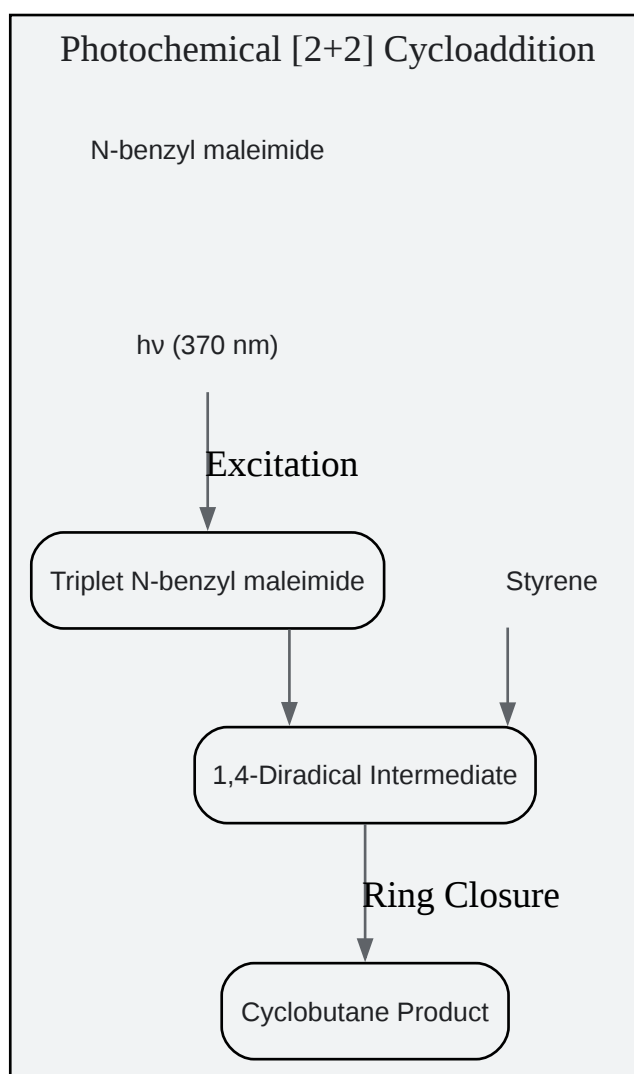 Photochemical [2+2] Cycloaddition
N-benzyl maleimide
hν (370 nm)
Excitation
Triplet N-benzyl maleimide
Styrene
1,4-Diradical Intermediate
Ring Closure
Cyclobutane Product